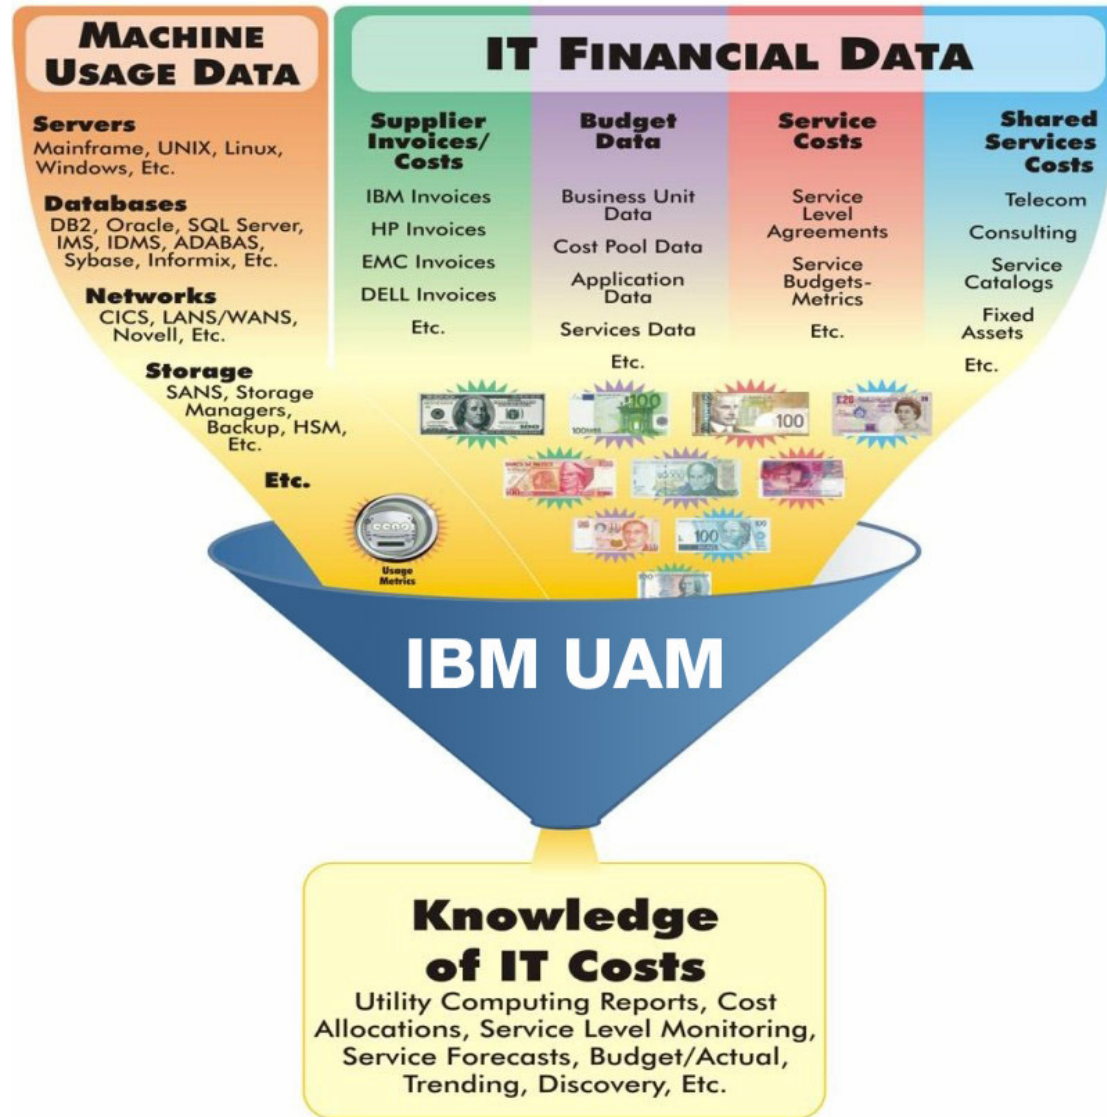 MACHINE
USAGE DATA
Servers
Mainframe, UNIX, Linux,
Windows, Etc.
Databases
DB2, Oracle, SQL Server,
IMS, IDMS, ADABAS,
Sybase, Informix, Etc.
Networks
CICS, LANS/WANS,
Novell, Etc.
Storage
SANS, Storage
Managers,
Backup, HSM,
Etc.
Etc.
Usage
Metrics
IT FINANCIAL DATA
Supplier
Invoices/
Costs
IBM Invoices
HP Invoices
EMC Invoices
DELL Invoices
Etc.
Budget
Data
Business Unit
Data
Cost Pool Data
Application
Data
Services Data
Etc.
Service
Costs
Service
Level
Agreements
Service
Budgets-
Metrics
Etc.
Shared
Services
Costs
Telecom
Consulting
Service
Catalogs
Fixed
Assets
Etc.
100
100
100
£20
100
100
IBM UAM
Knowledge
of IT Costs
Utility Computing Reports, Cost
Allocations, Service Level Monitoring,
Service Forecasts, Budget/Actual,
Trending, Discovery, Etc.